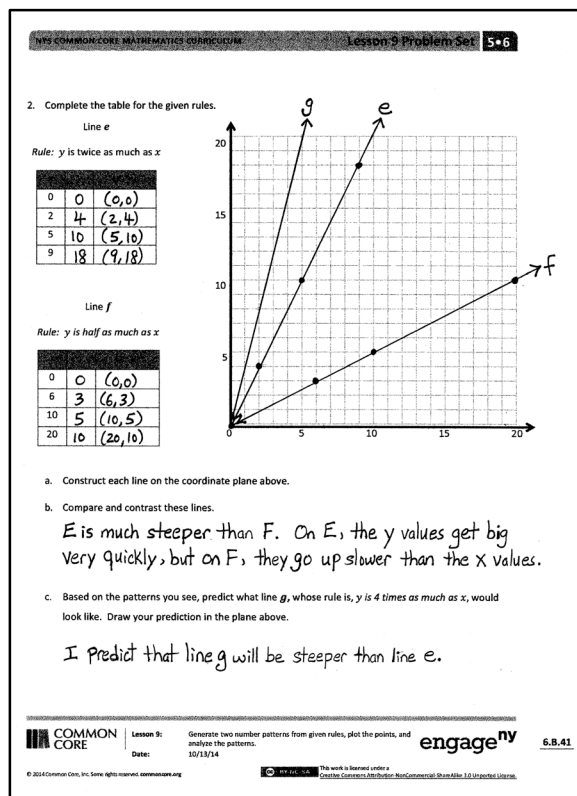 NYS COMMON CORE MATHEMATICS CURRICULUM Lesson 9 Problem Set 5•6
2. Complete the table for the given rules.
Line e
Rule: y is twice as much as x
0 0 (0,0)
2 4 (2,4)
5 10 (5,10)
9 18 (9,18)
Line f
Rule: y is half as much as x
0 0 (0,0)
6 3 (6,3)
10 5 (10,5)
20 10 (20,10)
g e
20
15
10
f
5
0 5 10 15 20
a. Construct each line on the coordinate plane above.
b. Compare and contrast these lines.
E is much steeper than F. On E, the y values get big
very quickly, but on F, they go up slower than the x values.
c. Based on the patterns you see, predict what line g, whose rule is, y is 4 times as much as x, would
look like. Draw your prediction in the plane above.
I predict that line g will be steeper than line e.
COMMON
CORE
Lesson 9: Generate two number patterns from given rules, plot the points, and
analyze the patterns.
Date: 10/13/14
engage ny 6.B.41
© 2014 Common Core, Inc. Some rights reserved. commoncore.org
CC BY-NC-SA This work is licensed under a
Creative Commons Attribution-NonCommercial-ShareAlike 3.0 Unported License.